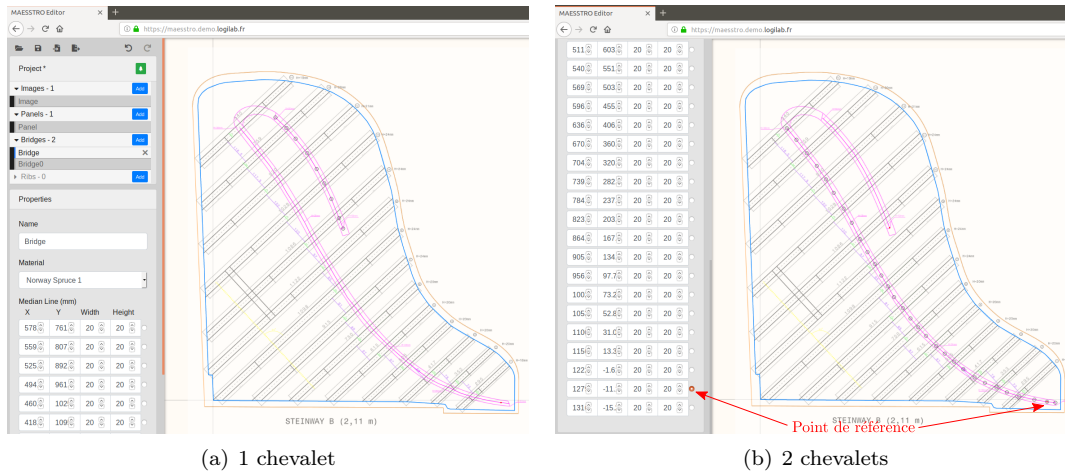 MAESSTRO Editor × +
https://maesstro.demo.logilab.fr
Project *
Images - 1 Add
Image
Panels - 1 Add
Panel
Bridges - 2 Add
Bridge ×
Bridge0
Ribs - 0 Add
Properties
Name
Bridge
Material
Norway Spruce 1
Median Line (mm)
X Y Width Height
578. 761 20 20
559. 807 20 20
525. 892 20 20
494. 961 20 20
460. 102 20 20
418. 109 20 20
STEINWAY B (2,11 m)
(a) 1 chevalet
MAESSTRO Editor × +
https://maesstro.demo.logilab.fr
511 603 20 20
540. 551 20 20
569. 503 20 20
596. 455 20 20
636. 406 20 20
670. 360 20 20
704. 320 20 20
739. 282 20 20
784. 237 20 20
823. 203 20 20
864. 167 20 20
905. 134 20 20
956 97.7 20 20
100 73.2 20 20
105 52.8 20 20
110 31.0 20 20
115 13.3 20 20
122 -1.6 20 20
127 -11. 20 20
131 -15. 20 20
STEINWAY B (2,11 m)
Point de référence
(b) 2 chevalets